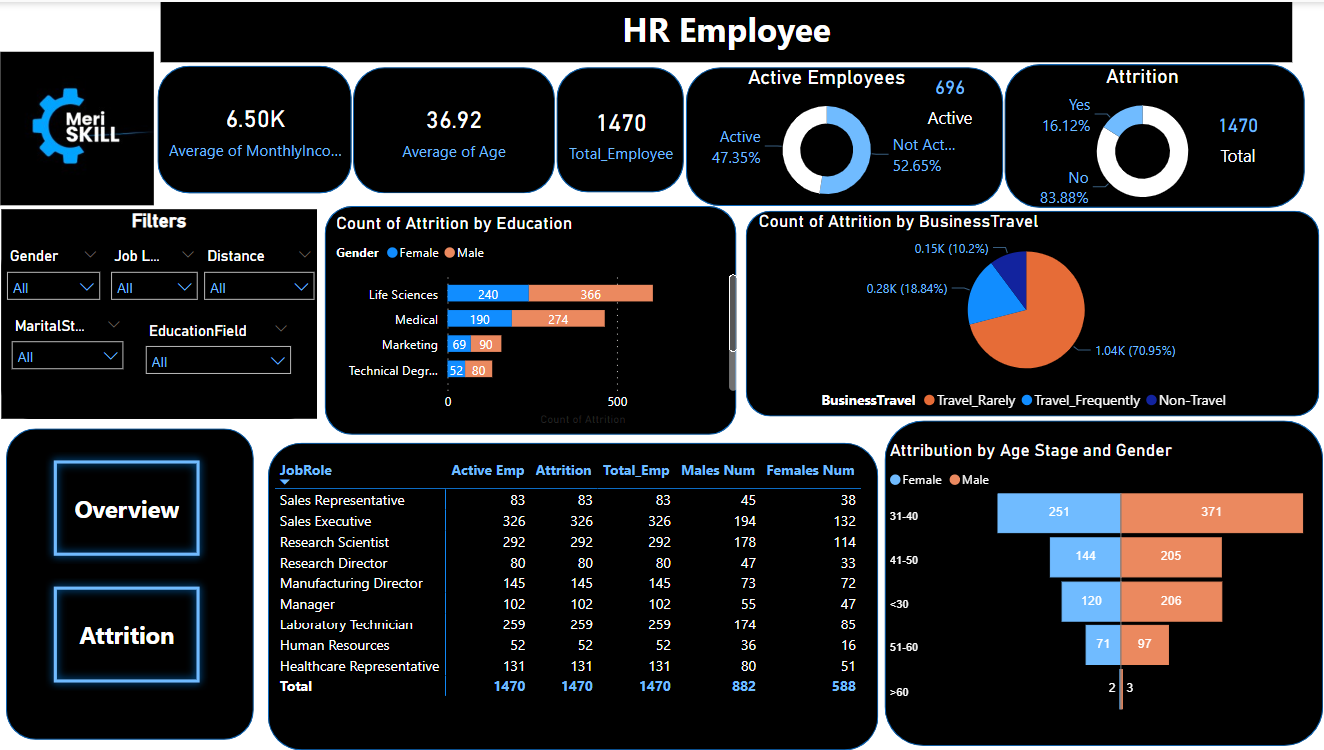 HR Employee
Meri
SKILL
6.50K
Average of MonthlyInco...
36.92
Average of Age
1470
Total_Employee
Active Employees
696
Active
Active
47.35%
Not Act...
52.65%
Attrition
Yes
16.12%
No
83.88%
1470
Total
Filters
Gender
All
Job L...
All
Distance
All
MaritalSt...
All
EducationField
All
Count of Attrition by Education
Gender Female Male
Life Sciences 240 366
Medical 190 274
Marketing 69 90
Technical Degr... 52 80
0 500
Count of Attrition
Count of Attrition by BusinessTravel
0.15K (10.2%)
0.28K (18.84%)
1.04K (70.95%)
BusinessTravel Travel_Rarely Travel_Frequently Non-Travel
Overview
Attrition
JobRole Active Emp Attrition Total_Emp Males Num Females Num
Sales Representative 83 83 83 45 38
Sales Executive 326 326 326 194 132
Research Scientist 292 292 292 178 114
Research Director 80 80 80 47 33
Manufacturing Director 145 145 145 73 72
Manager 102 102 102 55 47
Laboratory Technician 259 259 259 174 85
Human Resources 52 52 52 36 16
Healthcare Representative 131 131 131 80 51
Total 1470 1470 1470 882 588
Attribution by Age Stage and Gender
Female Male
31-40 251 371
41-50 144 205
<30 120 206
51-60 71 97
>60 2 3